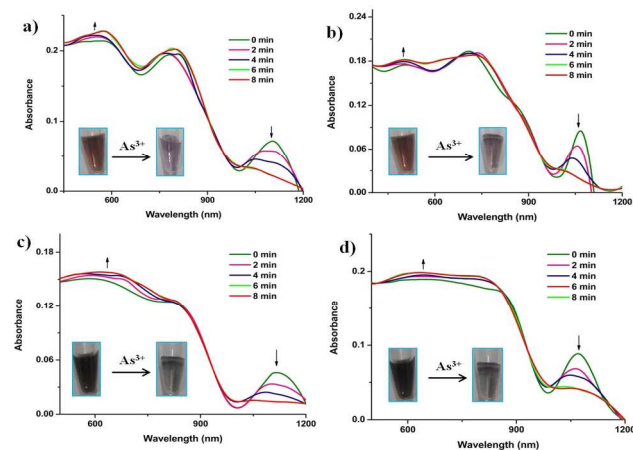 a)
0 min
2 min
4 min
6 min
8 min
0.2
0.1
0.0
Absorbance
As3+
600
900
1200
Wavelength (nm)
b)
0 min
2 min
4 min
6 min
8 min
0.24
0.18
0.12
0.06
0.00
Absorbance
As3+
600
800
1000
1200
Wavelength (nm)
c)
0 min
2 min
4 min
6 min
8 min
0.18
0.12
0.06
0.00
Absorbance
As3+
600
900
1200
Wavelength (nm)
d)
0 min
2 min
4 min
6 min
8 min
0.2
0.1
0.0
Absorbance
As3+
600
900
1200
Wavelength (nm)